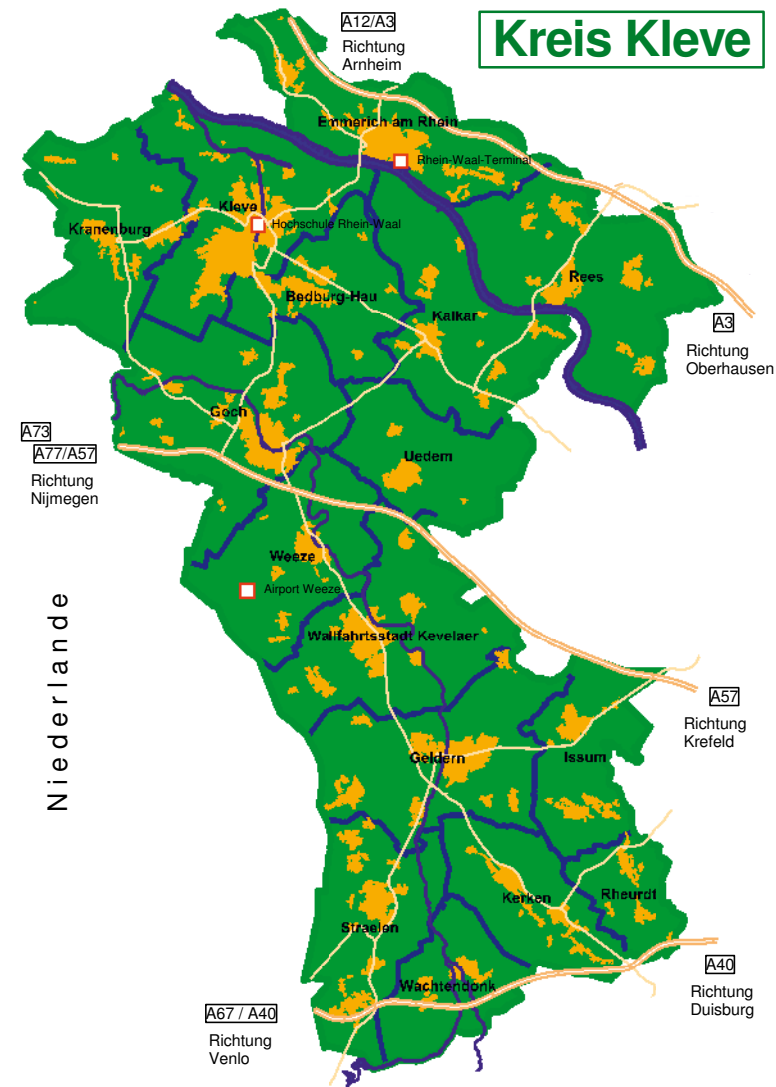 Kreis Kleve
A12/A3
Richtung
Arnheim
Emmerich am Rhein
Rhein-Waal-Terminal
Kleve
Hochschule Rhein-Waal
Kranenburg
Bedburg-Hau
Rees
Kalkar
A3
Richtung
Oberhausen
Goch
A73
A77/A57
Richtung
Nijmegen
Uedem
Weeze
Airport Weeze
Niederlande
Wallfahrtsstadt Kevelaer
A57
Richtung
Krefeld
Geldern
Issum
Kerken
Rheurdt
Straelen
A40
Richtung
Duisburg
Wachtendonk
A67 / A40
Richtung
Venlo